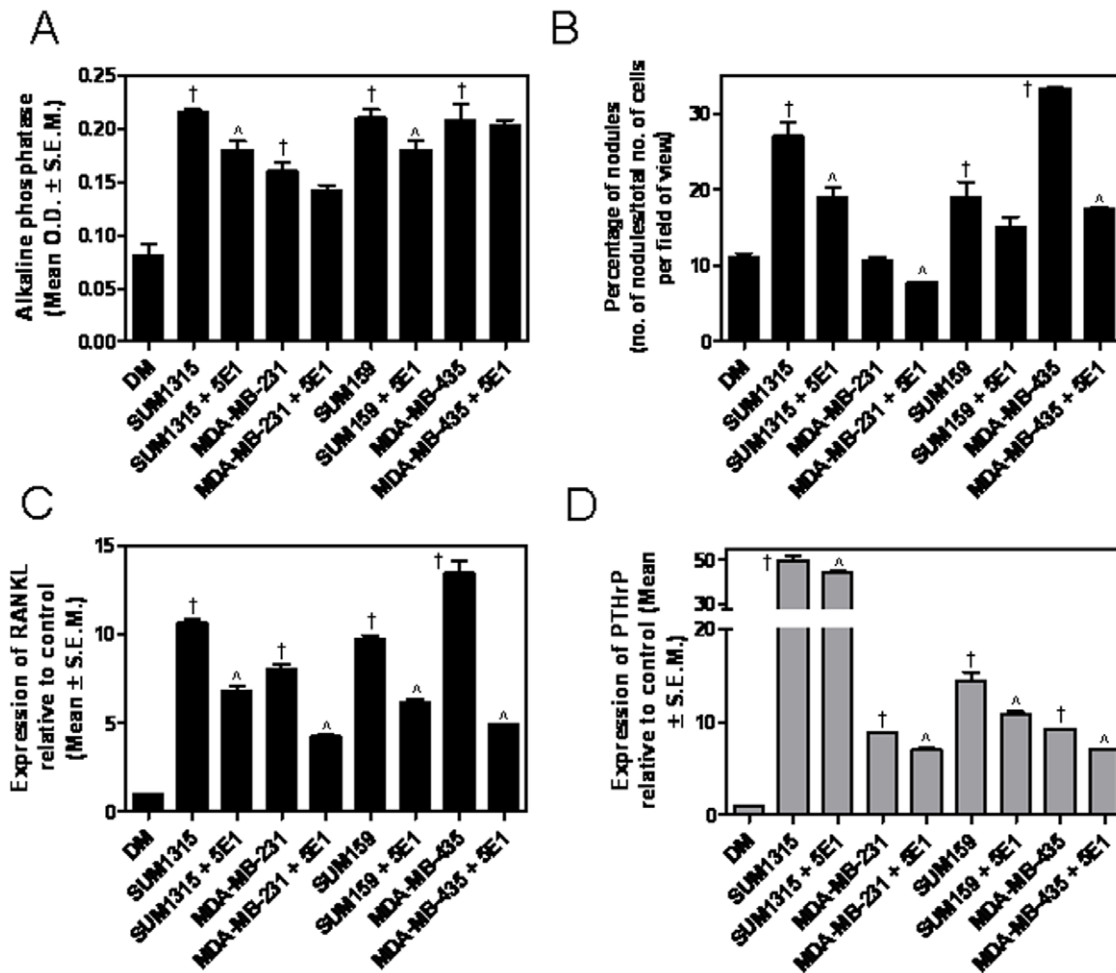 A
Alkaline phosphatase
(Mean O.D. ± S.E.M.)
0.25
0.20
0.15
0.10
0.05
0.00
†
^
†
†
^
†
DM
SUM1315
SUM1315 + 5E1
MDA-MB-231
MDA-MB-231 + 5E1
SUM159
SUM159 + 5E1
MDA-MB-435
MDA-MB-435 + 5E1
B
Percentage of nodules
(no. of nodules/total no. of cells
per field of view)
30
20
10
0
†
^
^
†
†
^
DM
SUM1315
SUM1315 + 5E1
MDA-MB-231
MDA-MB-231 + 5E1
SUM159
SUM159 + 5E1
MDA-MB-435
MDA-MB-435 + 5E1
C
Expression of RANKL
relative to control
(Mean ± S.E.M.)
15
10
5
0
†
^
†
^
†
^
†
^
DM
SUM1315
SUM1315 + 5E1
MDA-MB-231
MDA-MB-231 + 5E1
SUM159
SUM159 + 5E1
MDA-MB-435
MDA-MB-435 + 5E1
D
Expression of PTHrP
relative to control (Mean
± S.E.M.)
50
30
20
10
0
†
^
†
^
†
^
†
^
DM
SUM1315
SUM1315 + 5E1
MDA-MB-231
MDA-MB-231 + 5E1
SUM159
SUM159 + 5E1
MDA-MB-435
MDA-MB-435 + 5E1